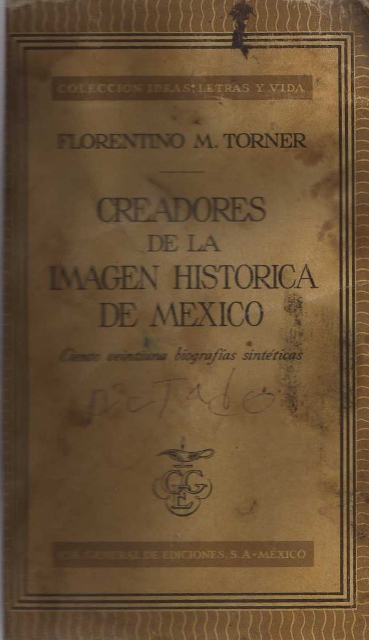 COLECCION IDEAS, LETRAS Y VIDA
FLORENTINO M. TORNER
CREADORES
DE LA
IMAGEN HISTORICA
DE MEXICO
Ciento veintiuna biografías sintéticas
CGE
CIA. GENERAL DE EDICIONES, S. A. - MÉXICO